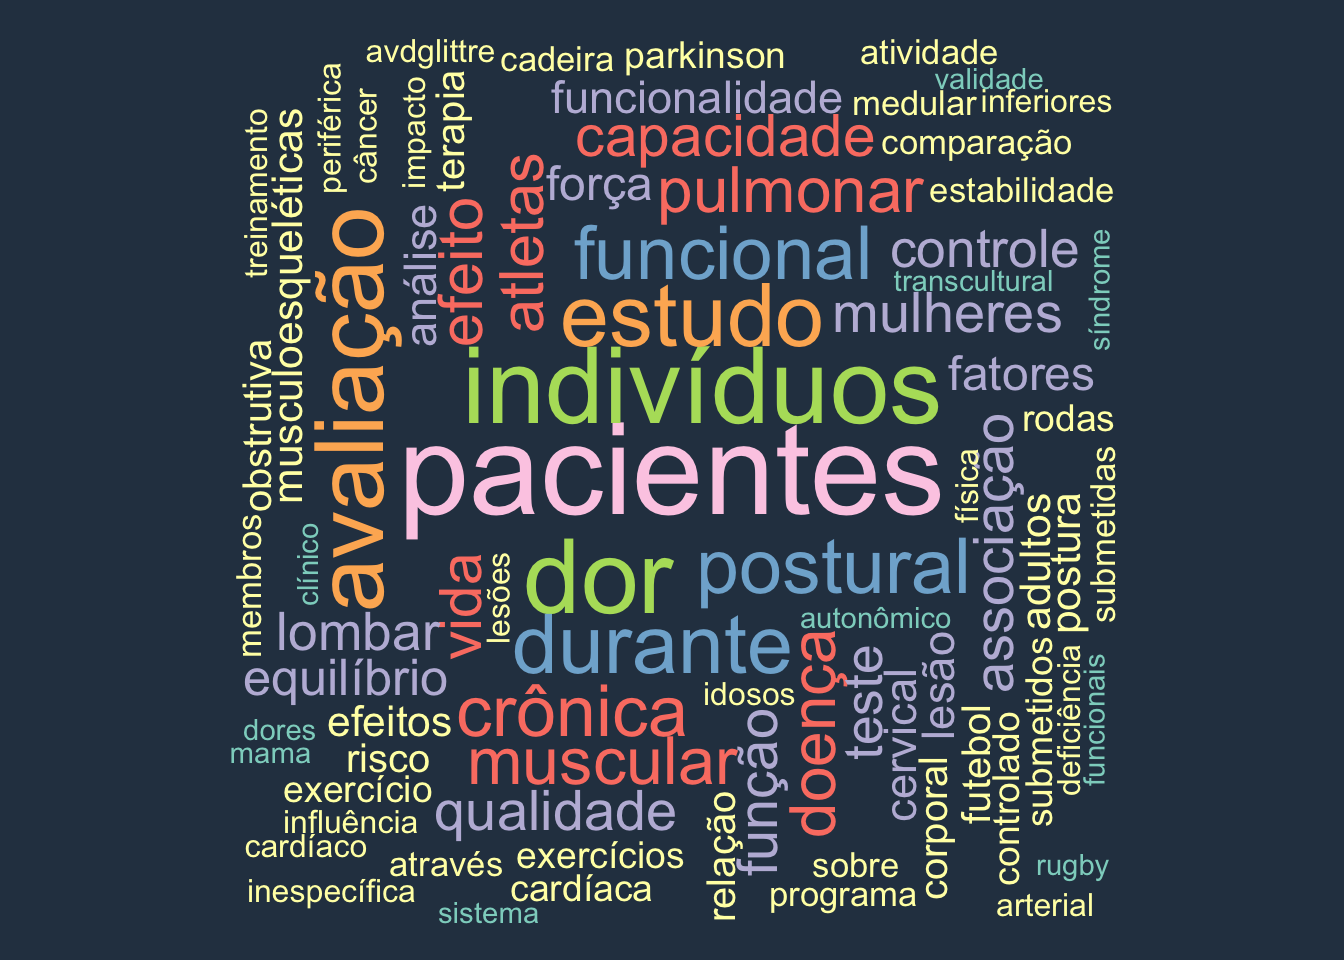 avdglittre
cadeira
parkinson
atividade
validade
funcionalidade
medular
inferiores
capacidade
comparação
periférica
câncer
impacto
terapia
treinamento
musculoesqueléticas
atletas
força
pulmonar
estabilidade
avaliação
análise
efeito
funcional
controle
transcultural
síndrome
estudo
mulheres
indivíduos
fatores
obstrutiva
rodas
pacientes
associação
física
submetidas
adultos
postura
membros
clínico
dor
postural
vida
lesões
autonômico
lombar
durante
equilíbrio
doença
teste
cervical
lesão
submetidos
deficiência
funcionais
idosos
crônica
efeitos
dores
mama
risco
muscular
função
futebol
controlado
corporal
exercício
qualidade
influência
relação
cardíaco
através
exercícios
sobre
rugby
inespecífica
cardíaca
programa
arterial
sistema